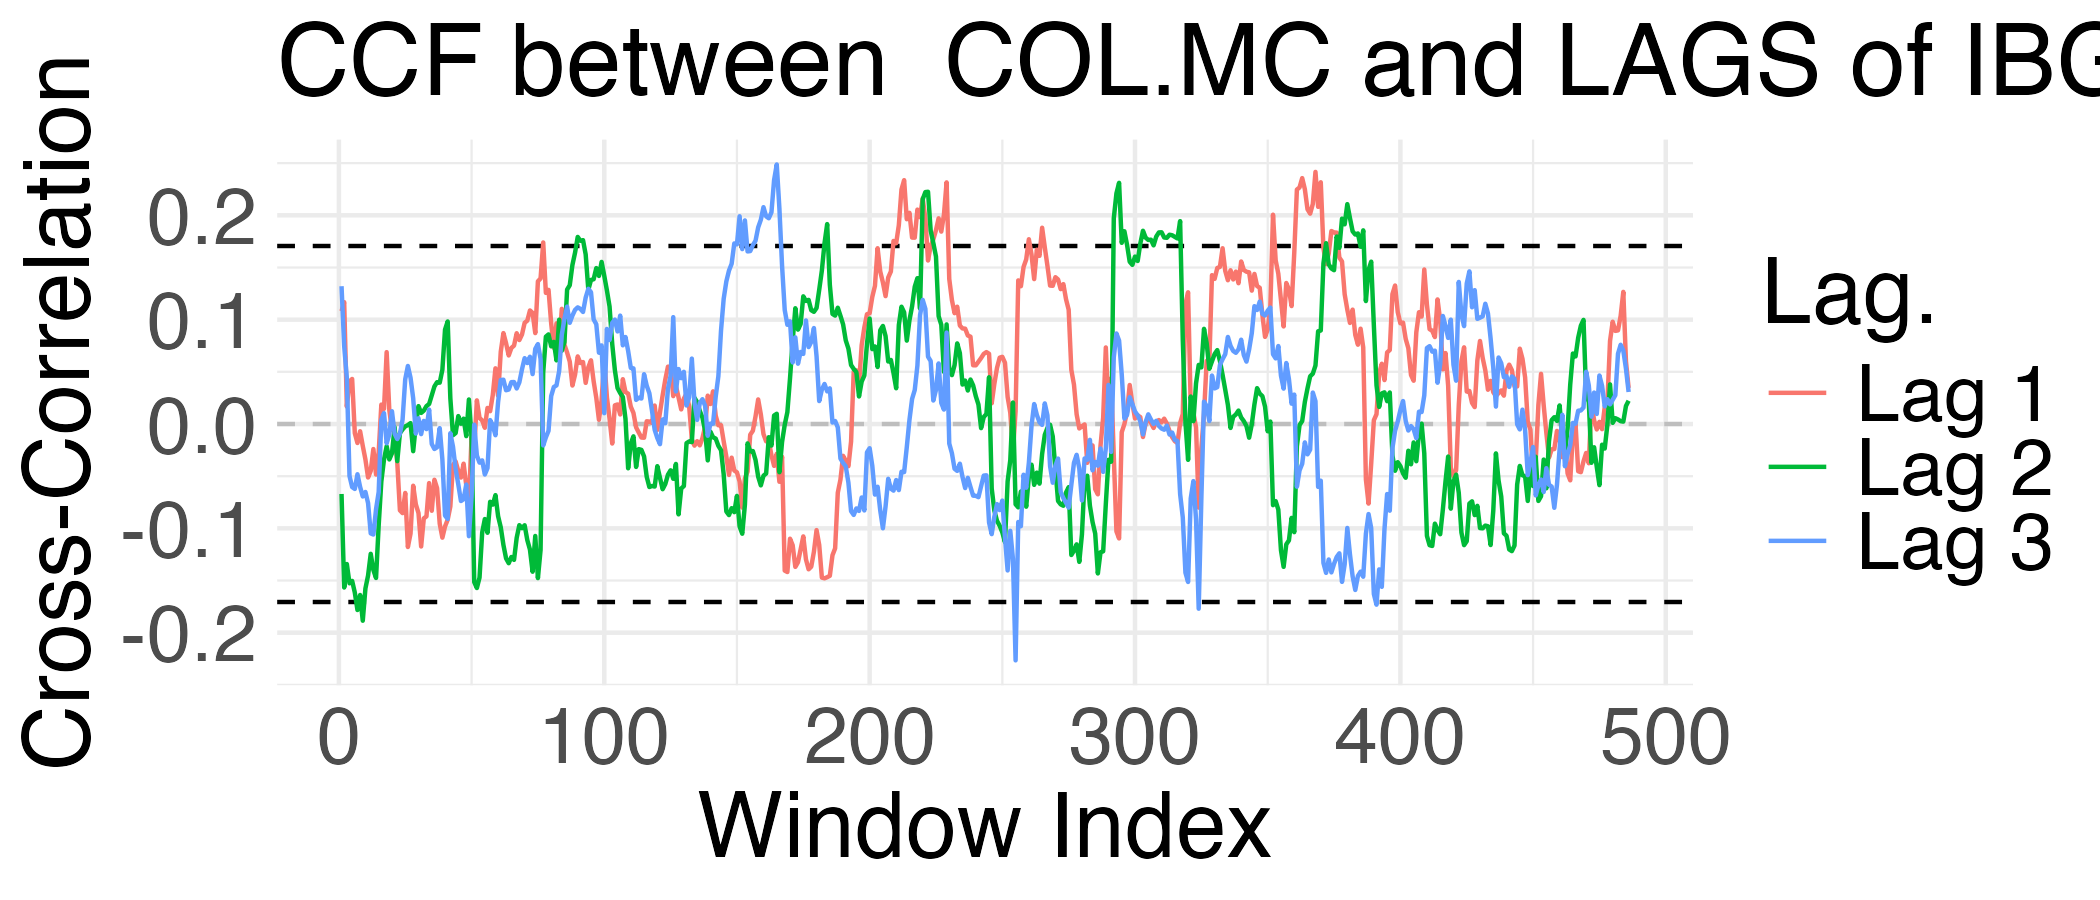 CCF between COL.MC and LAGS of
Cross-Correlation
0.2
0.1
0.0
-0.1
-0.2
0
100
200
300
400
500
Window Index
Lag.
Lag 1
Lag 2
Lag 3